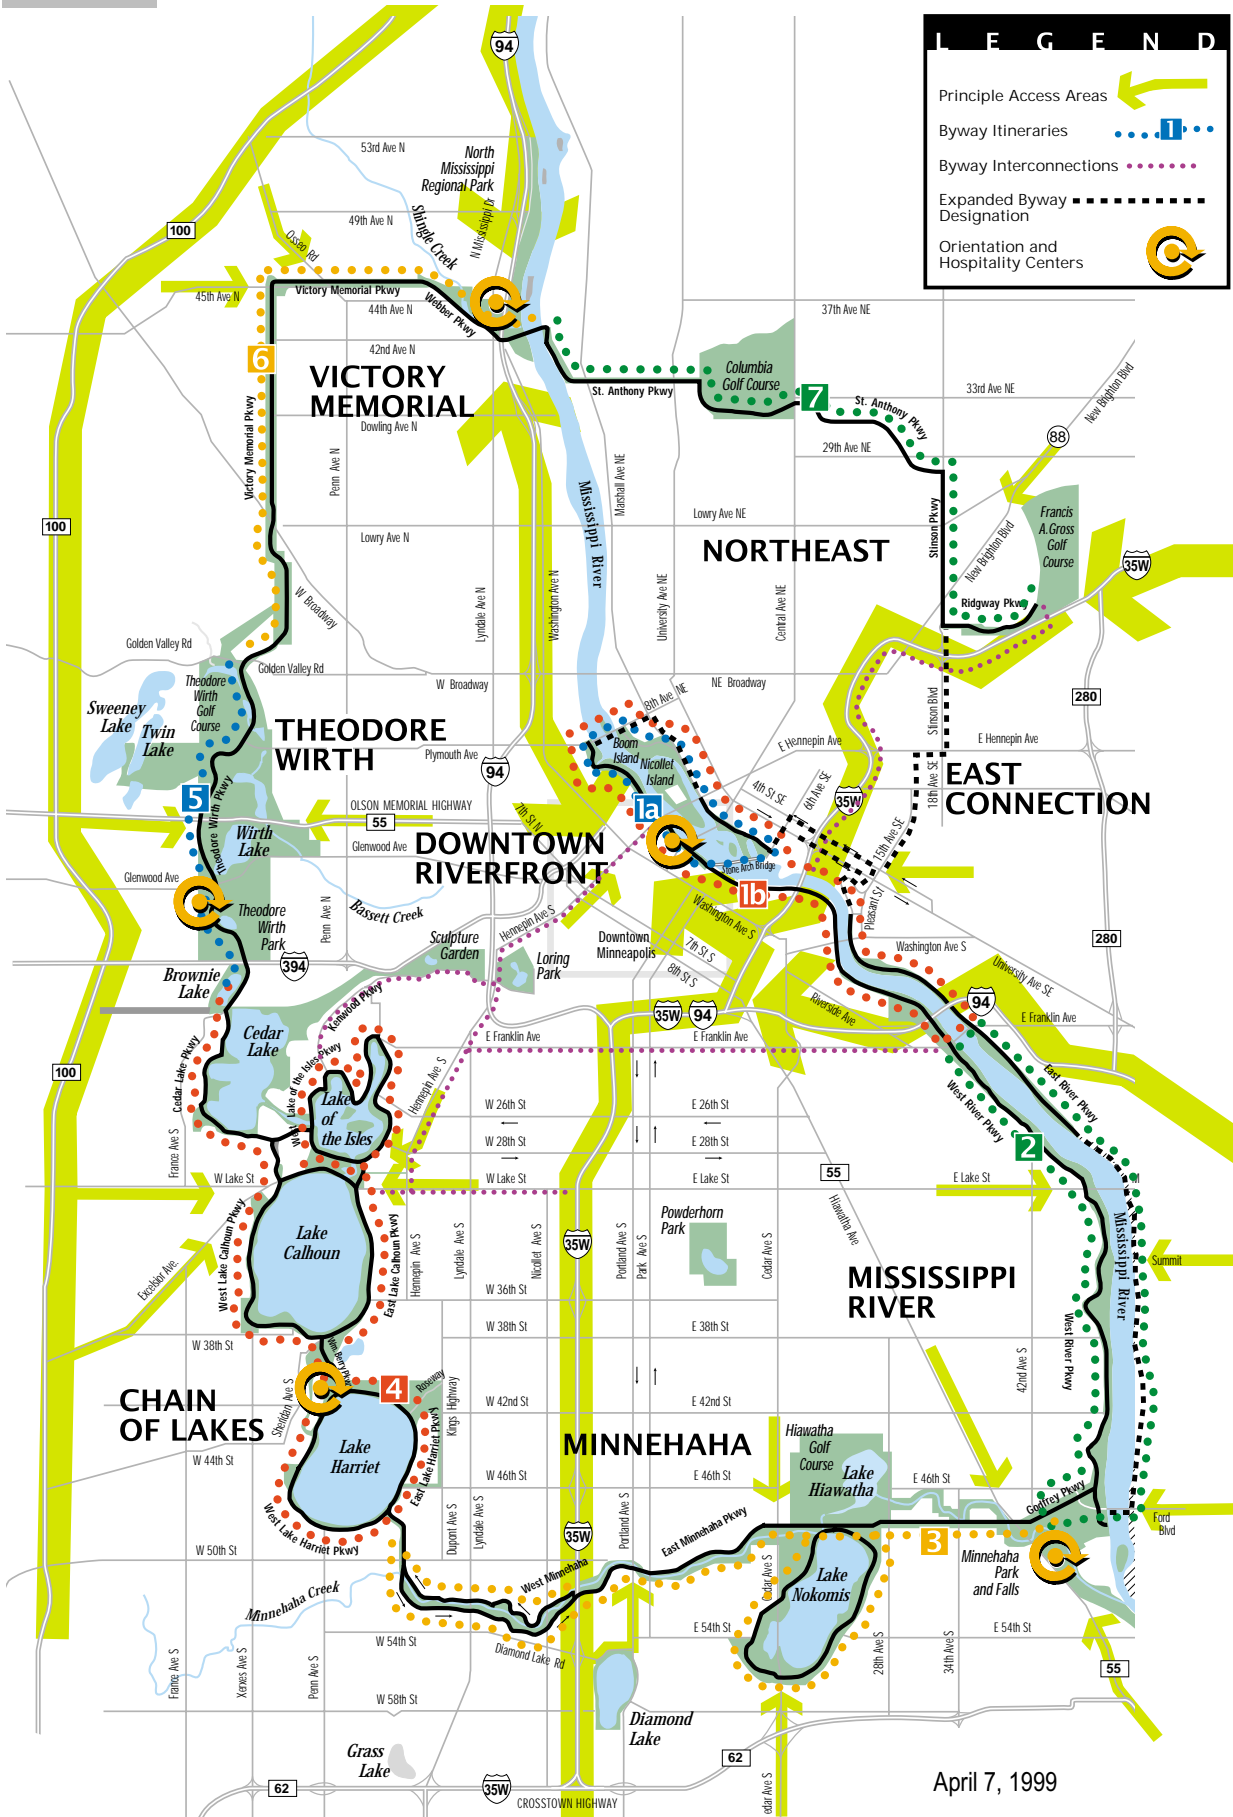 L E G E N D
Principle Access Areas
Byway Itineraries
1
Byway Interconnections
Expanded Byway
Designation
Orientation and
Hospitality Centers
94
53rd Ave N
North
Mississippi
Regional Park
49th Ave N
Shingle Creek
N Mississippi Dr
100
Osseo Rd
45th Ave N
Victory Memorial Pkwy
44th Ave N
Webber Pkwy
42nd Ave N
37th Ave NE
6
VICTORY
MEMORIAL
Dowling Ave N
Victory Memorial Pkwy
Penn Ave N
Columbia
Golf Course
St. Anthony Pkwy
7
St. Anthony Pkwy
33rd Ave NE
New Brighton Blvd
88
29th Ave NE
Marshall Ave NE
Mississippi River
Lowry Ave NE
Stinson Pkwy
Francis
A.Gross
Golf
Course
100
Lowry Ave N
NORTHEAST
New Brighton Blvd
35W
Ridgway Pkwy
W Broadway
Lyndale Ave N
Washington Ave N
University Ave NE
Central Ave NE
Golden Valley Rd
Golden Valley Rd
Theodore
Wirth
Golf
Course
W Broadway
NE Broadway
8th Ave NE
280
Stinson Blvd
Sweeney
Lake
Twin
Lake
THEODORE
WIRTH
Plymouth Ave
94
Boom
Island
Nicollet
Island
E Hennepin Ave
E Hennepin Ave
EAST
CONNECTION
18th Ave SE
5
Theodore Wirth Pkwy
OLSON MEMORIAL HIGHWAY
55
7th St N
1a
4th St SE
6th Ave SE
35W
15th Ave SE
Wirth
Lake
Glenwood Ave
DOWNTOWN
RIVERFRONT
Stone Arch Bridge
1b
Glenwood Ave
Theodore
Wirth
Park
Penn Ave N
Bassett Creek
Hennepin Ave S
Washington Ave S
Pleasant St
Sculpture
Garden
Loring
Park
Downtown
Minneapolis
7th St S
8th St S
Washington Ave S
University Ave SE
280
394
Brownie
Lake
Kenwood Pkwy
Riverside Ave
94
35W
94
E Franklin Ave
E Franklin Ave
E Franklin Ave
Cedar
Lake
Cedar Lake Pkwy
West Lake of the Isles Pkwy
100
Lake
of
the Isles
Hennepin Ave S
W 26th St
E 26th St
West River Pkwy
East River Pkwy
2
France Ave S
W 28th St
E 28th St
W Lake St
W Lake St
E Lake St
55
E Lake St
Powderhorn
Park
Hiawatha Ave
Mississippi River
Lake
Calhoun
West Lake Calhoun Pkwy
East Lake Calhoun Pkwy
Hennepin Ave S
Lyndale Ave S
Nicollet Ave S
35W
Portland Ave S
Park Ave S
Cedar Ave S
Summit
Excelsior Ave.
W 36th St
MISSISSIPPI
RIVER
W 38th St
W 38th St
E 38th St
West River Pkwy
42nd Ave S
Wm. Berry Pkwy
4
Roseway
Kings Highway
Sheridan Ave S
CHAIN
OF LAKES
W 42nd St
E 42nd St
Lake
Harriet
East Lake Harriet Pkwy
MINNEHAHA
Hiawatha
Golf
Course
Lake
Hiawatha
W 44th St
W 46th St
E 46th St
E 46th St
Godfrey Pkwy
West Lake Harriet Pkwy
Dupont Ave S
Lyndale Ave S
35W
Portland Ave S
East Minnehaha Pkwy
3
Ford
Blvd
W 50th St
Minnehaha Creek
West Minnehaha
Lake
Nokomis
Minnehaha
Park
and Falls
W 54th St
Diamond Lake Rd
E 54th St
E 54th St
France Ave S
Xerxes Ave S
Penn Ave S
28th Ave S
34th Ave S
55
W 58th St
Diamond
Lake
Grass
Lake
62
62
35W
CROSSTOWN HIGHWAY
April 7, 1999